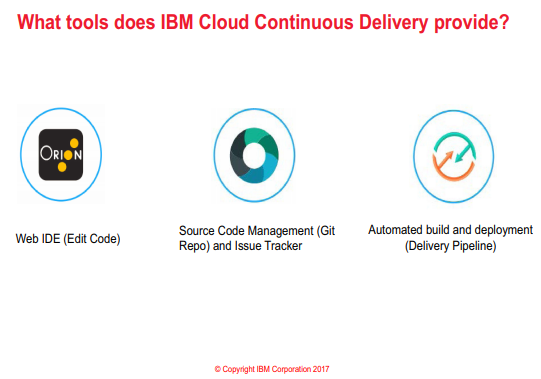 What tools does IBM Cloud Continuous Delivery provide?
ORION
Web IDE (Edit Code)
Source Code Management (Git
Repo) and Issue Tracker
Automated build and deployment
(Delivery Pipeline)
© Copyright IBM Corporation 2017